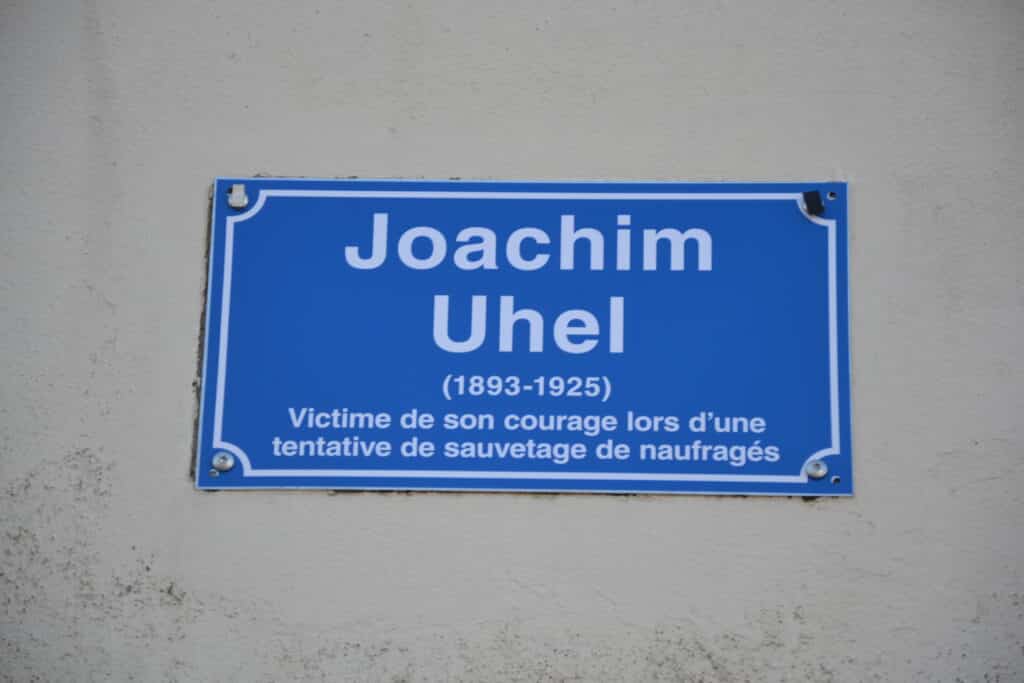 Joachim
Uhel
(1893-1925)
Victime de son courage lors d'une
tentative de sauvetage de naufragés